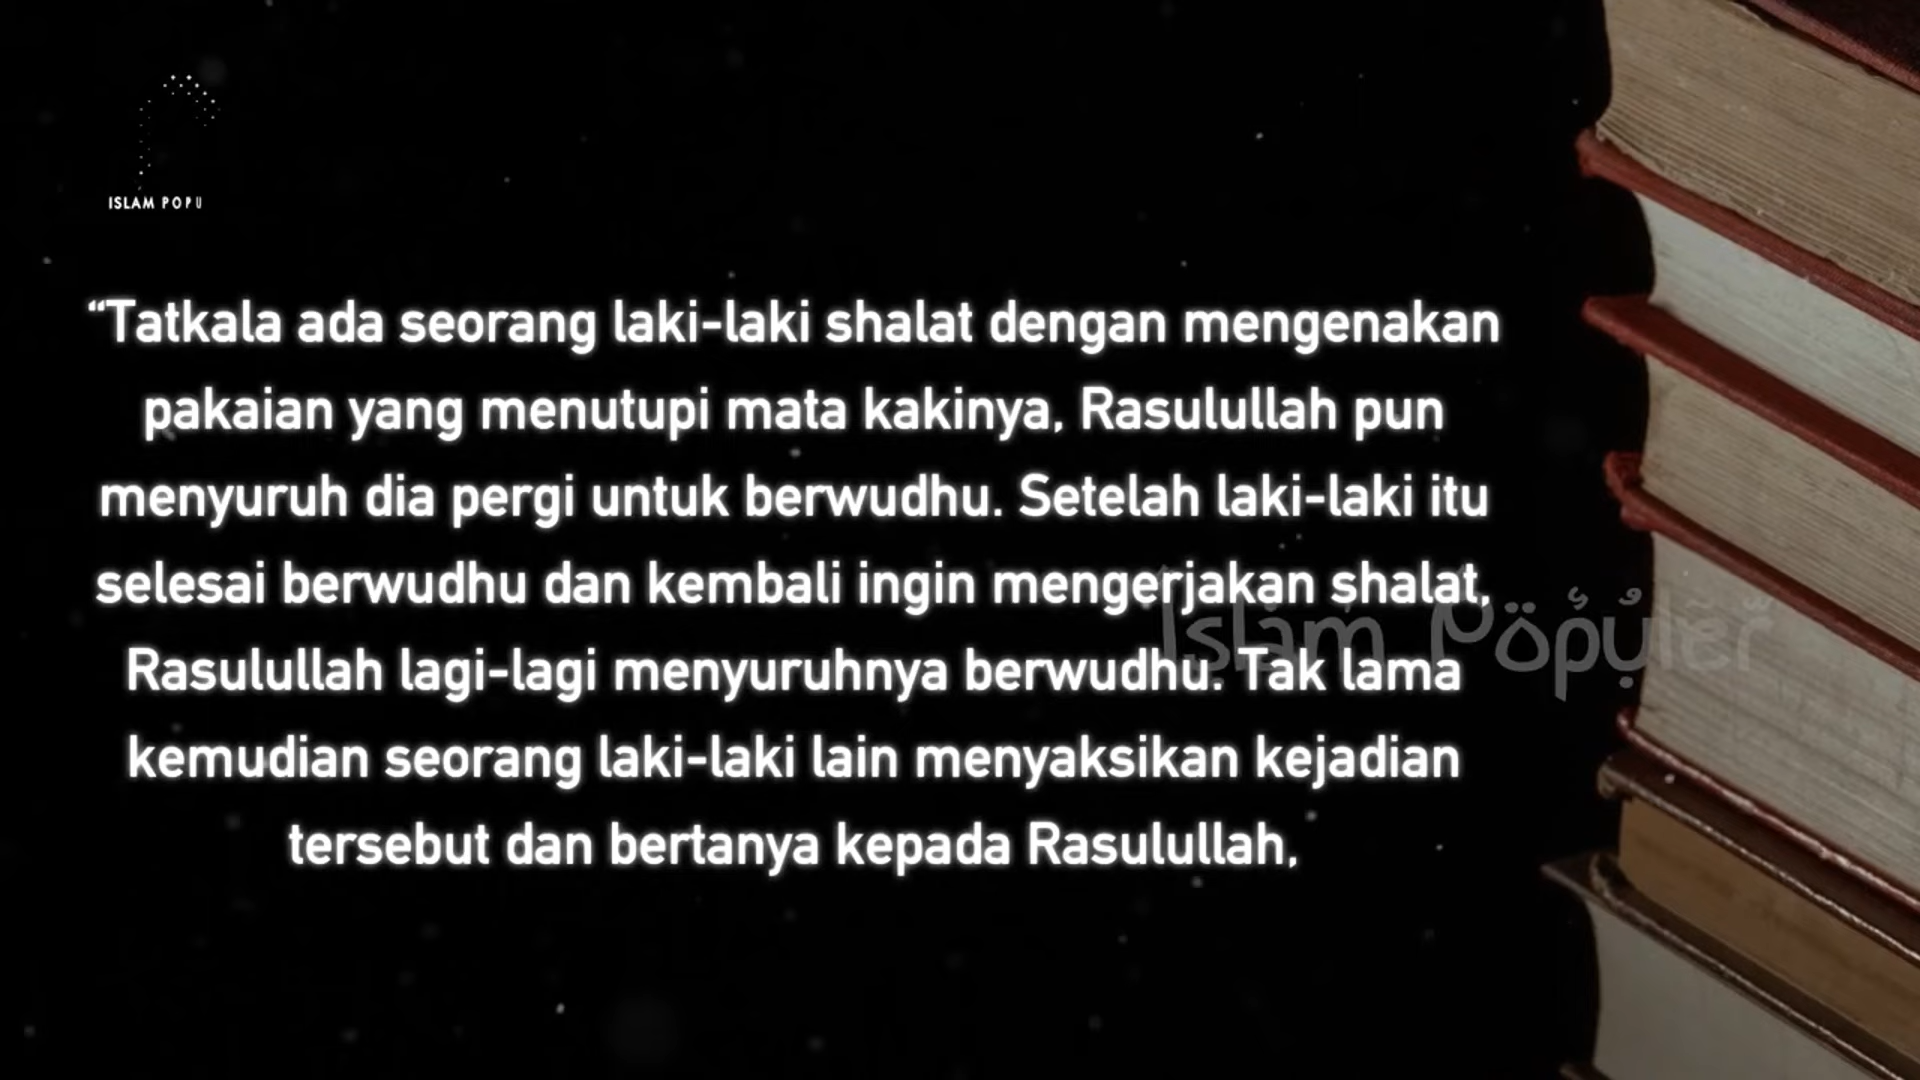 ISLAM POPU
“Tatkala ada seorang laki-laki shalat dengan mengenakan
pakaian yang menutupi mata kakinya, Rasulullah pun
menyuruh dia pergi untuk berwudhu. Setelah laki-laki itu
selesai berwudhu dan kembali ingin mengerjakan shalat,
Islam Populer
Rasulullah lagi-lagi menyuruhnya berwudhu. Tak lama
kemudian seorang laki-laki lain menyaksikan kejadian
tersebut dan bertanya kepada Rasulullah,